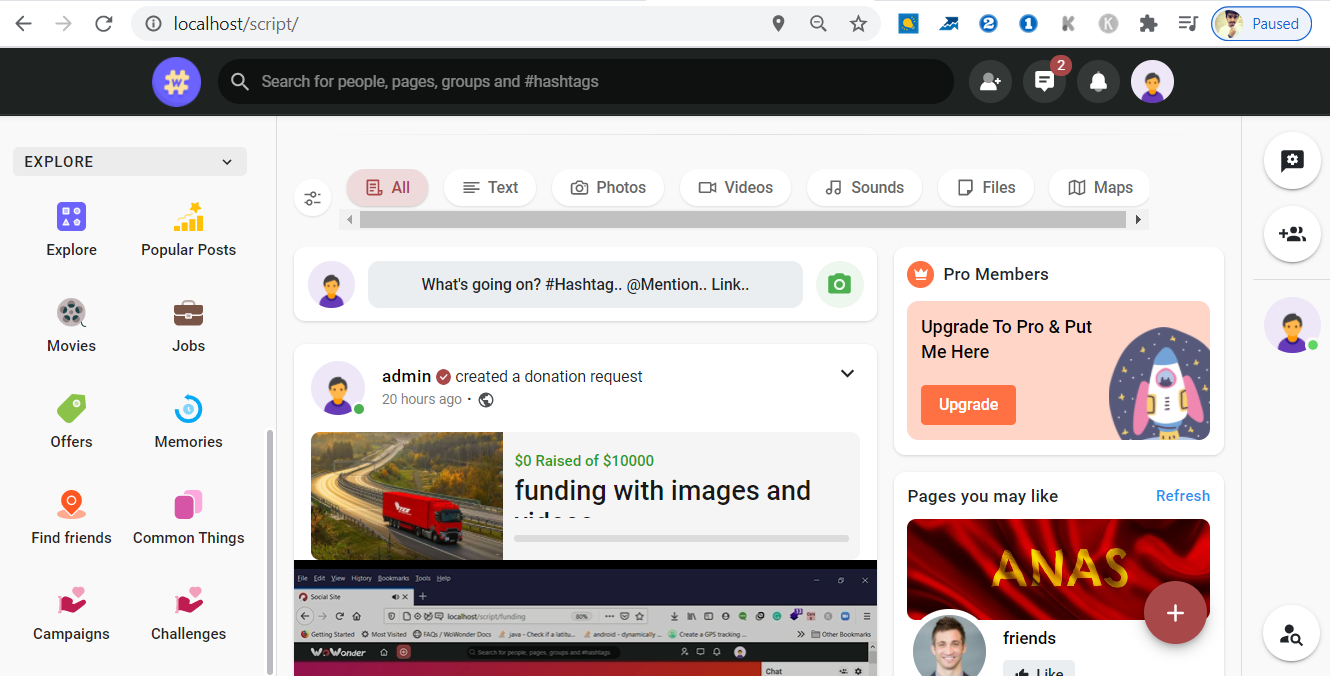 localhost/script/
Paused
Search for people, pages, groups and #hashtags
2
EXPLORE
Explore
Popular Posts
Movies
Jobs
Offers
Memories
Find friends
Common Things
Campaigns
Challenges
All
Text
Photos
Videos
Sounds
Files
Maps
What's going on? #Hashtag.. @Mention.. Link..
admin created a donation request
20 hours ago
$0 Raised of $10000
funding with images and
videos
File Edit View History Bookmarks Tools Help
Social Site
localhost/script/funding
80%
Getting Started Most Visited FAQs / WoWonder Docs java - Check if a latitu... android - dynamically ... Create a GPS tracking ... Other Bookmarks
WoWonder
Search for people, pages, groups and #hashtags
Chat
Pro Members
Upgrade To Pro & Put
Me Here
Upgrade
Pages you may like
Refresh
ANAS
friends
Like